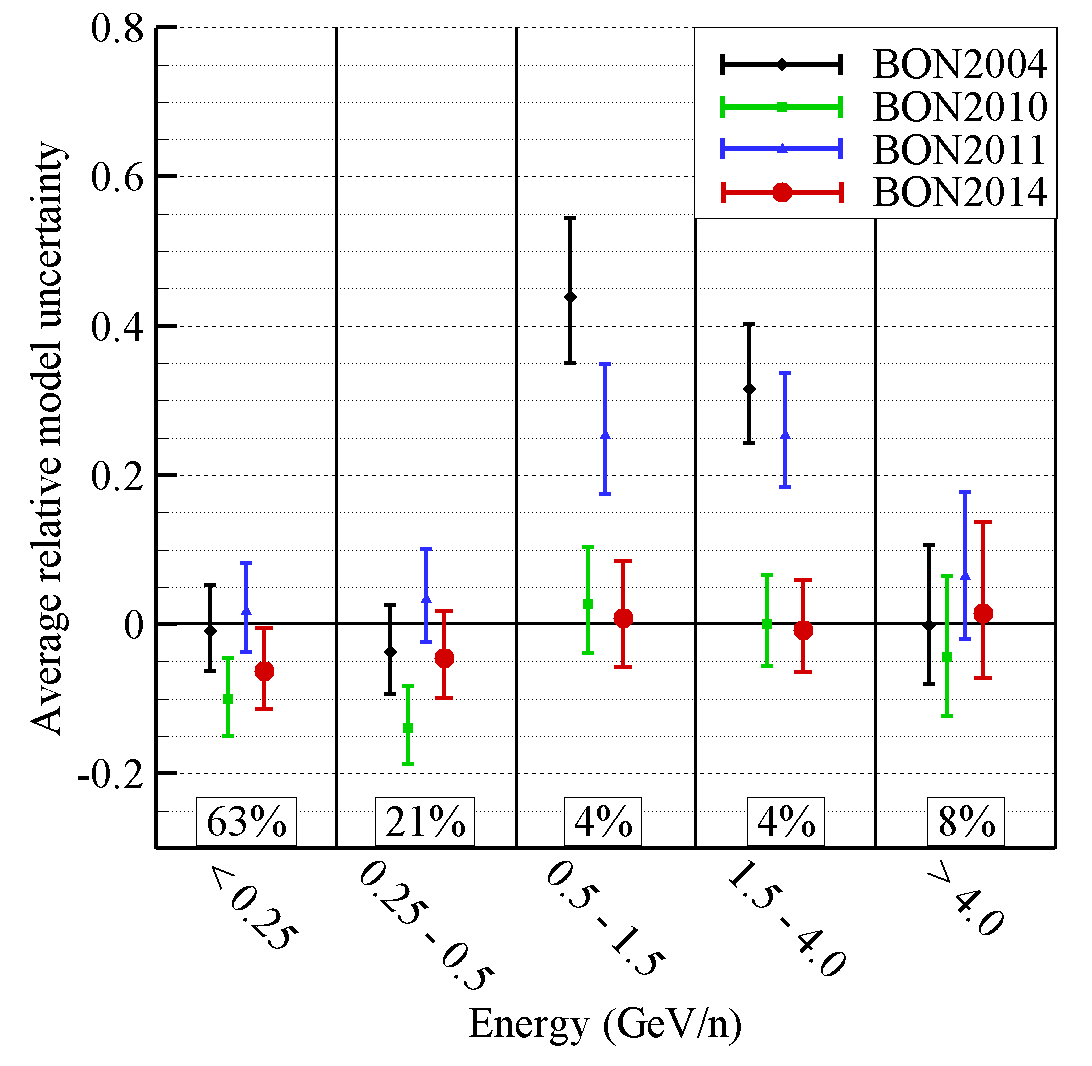 Average relative model uncertainty
0.8
0.6
0.4
0.2
0
-0.2
BON2004
BON2010
BON2011
BON2014
63%
21%
4%
4%
8%
< 0.25
0.25 - 0.5
0.5 - 1.5
1.5 - 4.0
> 4.0
Energy (GeV/n)